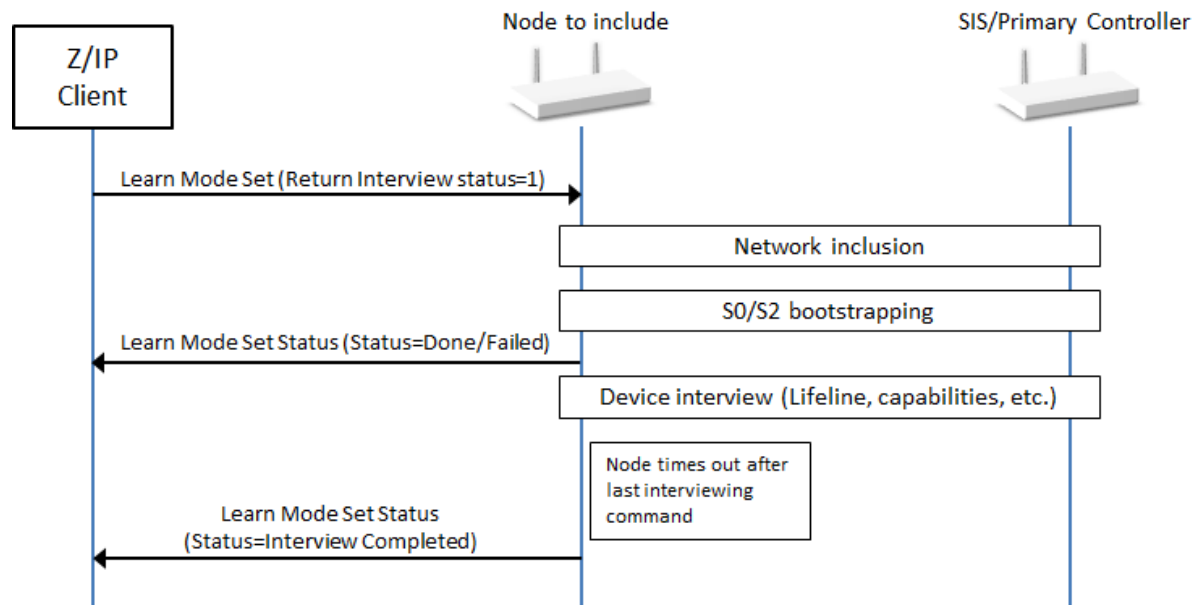 Node to include
SIS/Primary Controller
Z/IP
Client
Learn Mode Set (Return Interview status=1)
Network inclusion
S0/S2 bootstrapping
Learn Mode Set Status (Status=Done/Failed)
Device interview (Lifeline, capabilities, etc.)
Node times out after
last interviewing
command
Learn Mode Set Status
(Status=Interview Completed)